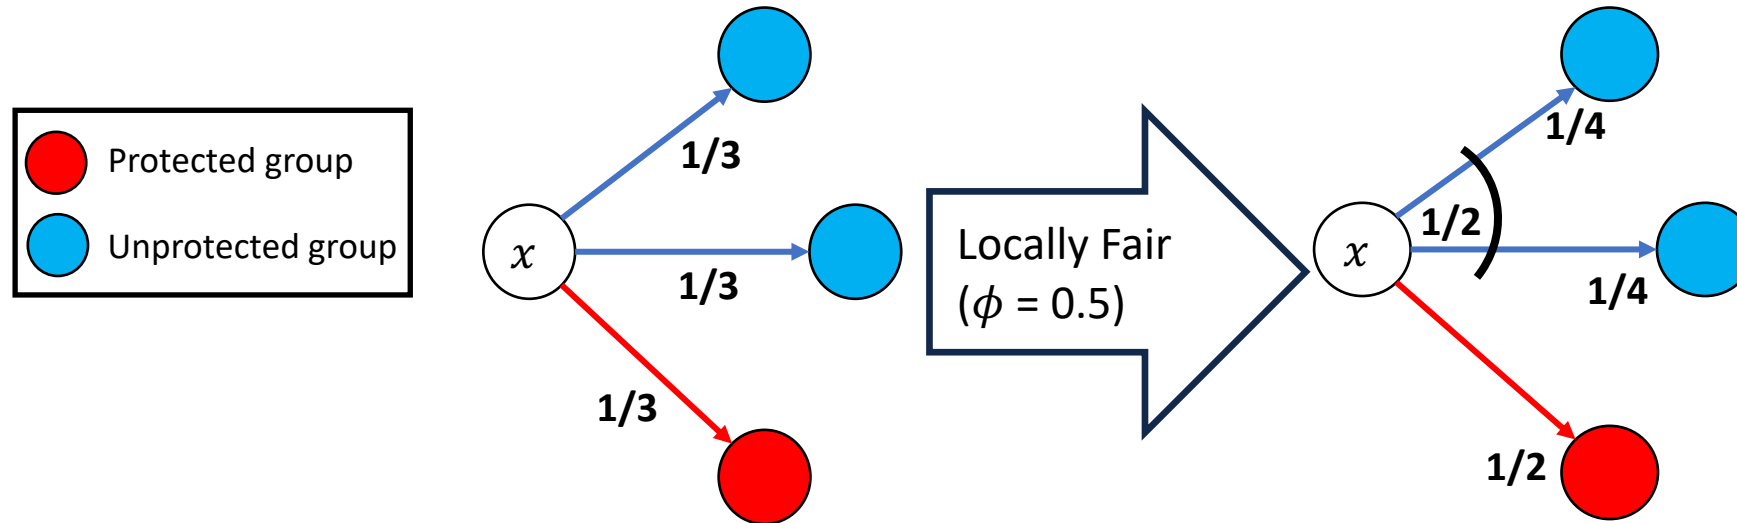 Protected group
Unprotected group
x
1/3
1/3
1/3
Locally Fair
(ϕ = 0.5)
x
1/4
1/2
1/4
1/2